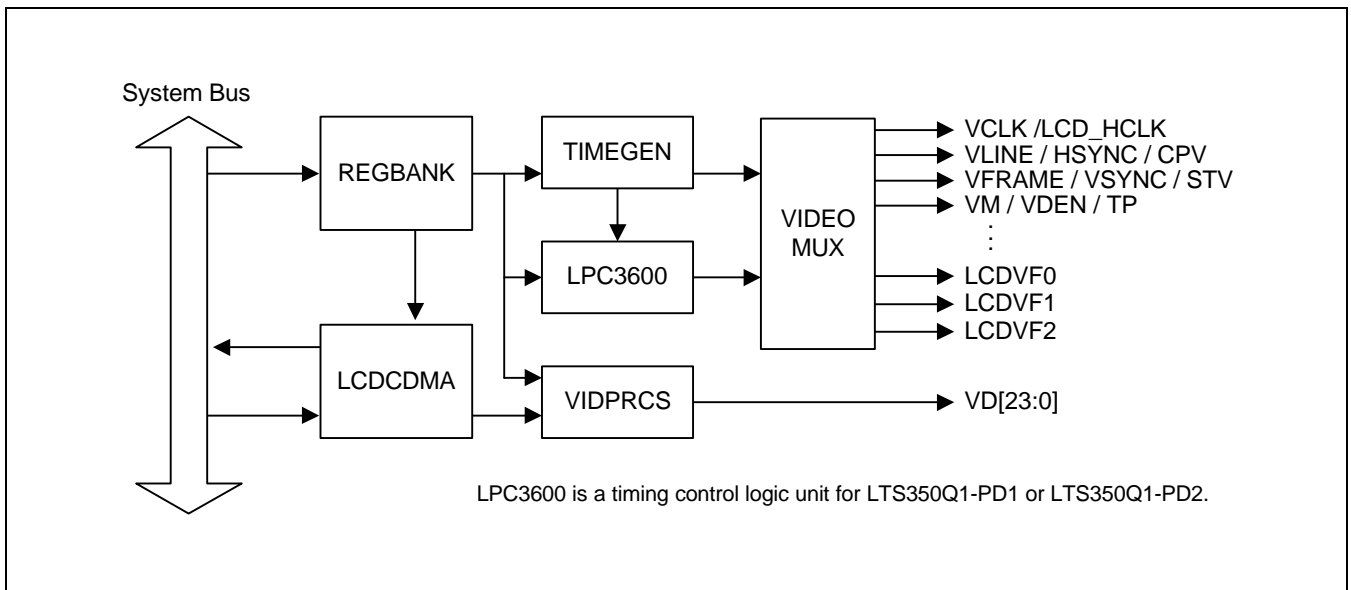 System Bus
REGBANK
TIMEGEN
LPC3600
LCDCDMA
VIDPRCS
VIDEO
MUX
VCLK /LCD_HCLK
VLINE / HSYNC / CPV
VFRAME / VSYNC / STV
VM / VDEN / TP
LCDVF0
LCDVF1
LCDVF2
VD[23:0]
LPC3600 is a timing control logic unit for LTS350Q1-PD1 or LTS350Q1-PD2.